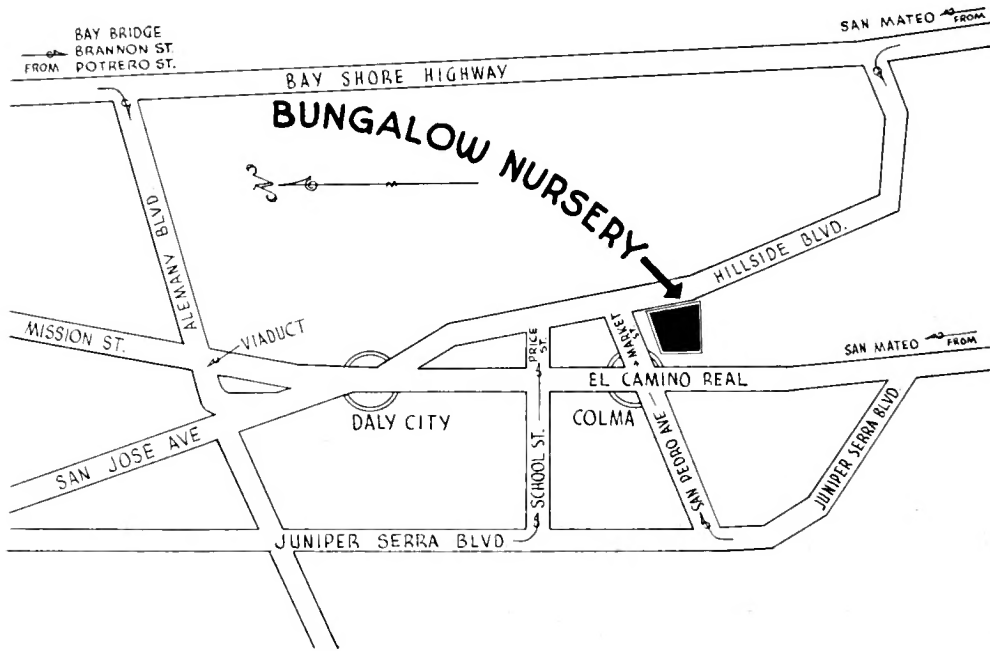 BAY BRIDGE
BRANNON ST.
FROM POTRERO ST.
SAN MATEO FROM
BAY SHORE HIGHWAY
BUNGALOW NURSERY
N
ALEMANY BLVD
HILLSIDE BLVD.
MISSION ST.
VIADUCT
PRICE ST.
MARKET ST.
SAN MATEO FROM
EL CAMINO REAL
DALY CITY
COLMA
SAN JOSE AVE
SCHOOL ST.
SAN PEDRO AVE
JUNIPER SERRA BLVD.
JUNIPER SERRA BLVD